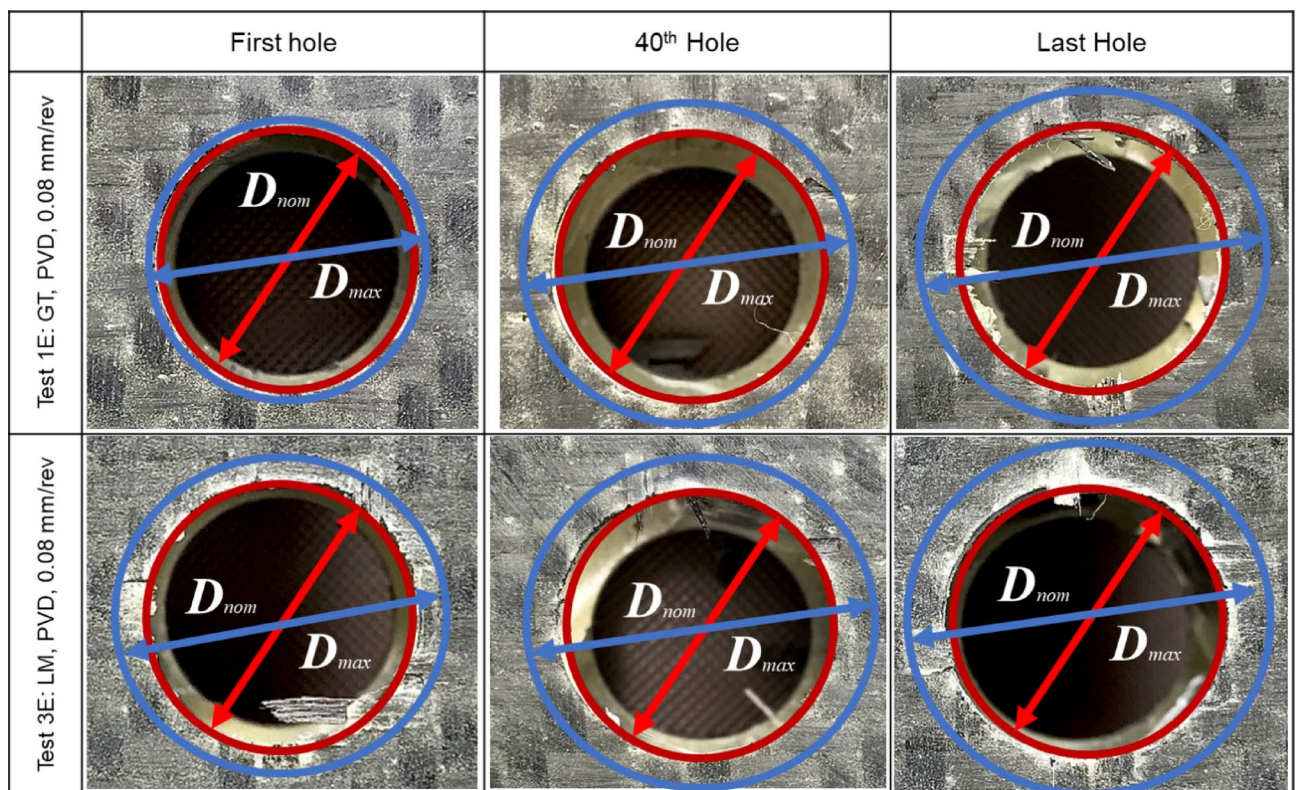 First hole
40th Hole
Last Hole
Test 1E: GT, PVD, 0.08 mm/rev
Dnom
Dmax
Dnom
Dmax
Dnom
Dmax
Test 3E: LM, PVD, 0.08 mm/rev
Dnom
Dmax
Dnom
Dmax
Dnom
Dmax